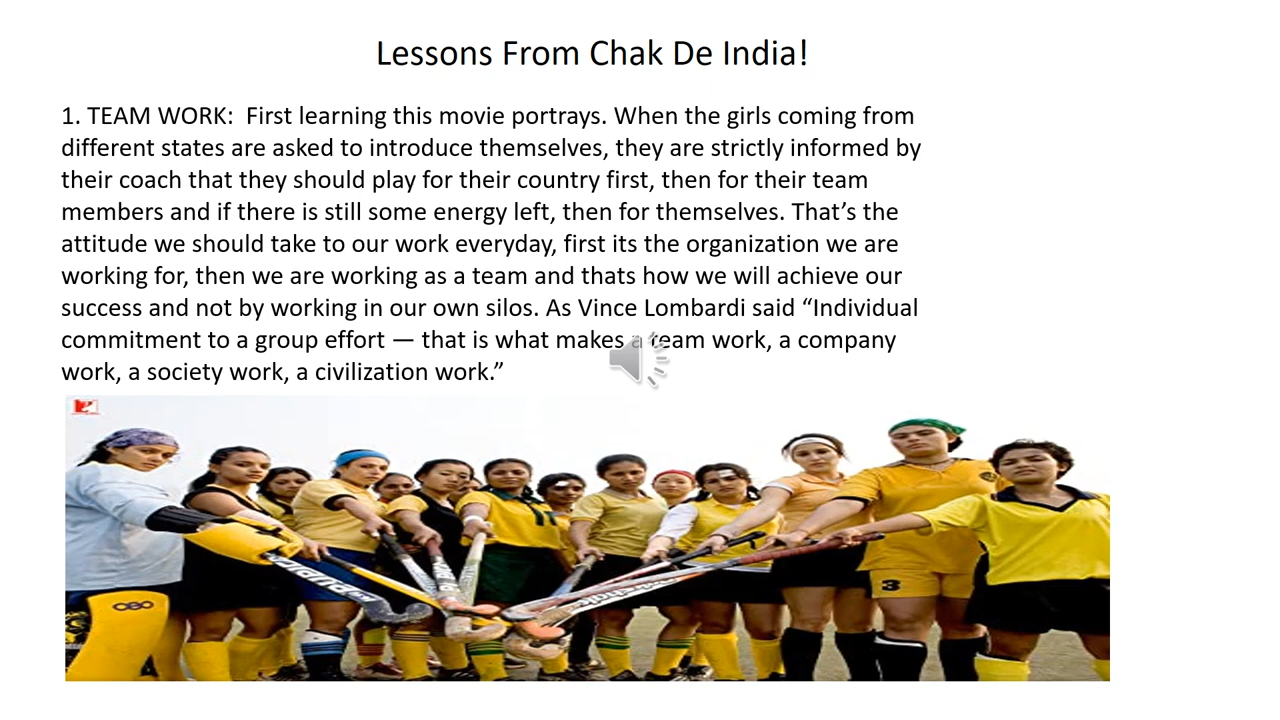 Lessons From Chak De India!
1. TEAM WORK:  First learning this movie portrays. When the girls coming from
different states are asked to introduce themselves, they are strictly informed by
their coach that they should play for their country first, then for their team
members and if there is still some energy left, then for themselves. That’s the
attitude we should take to our work everyday, first its the organization we are
working for, then we are working as a team and thats how we will achieve our
success and not by working in our own silos. As Vince Lombardi said “Individual
commitment to a group effort — that is what makes a team work, a company
work, a society work, a civilization work.”
3